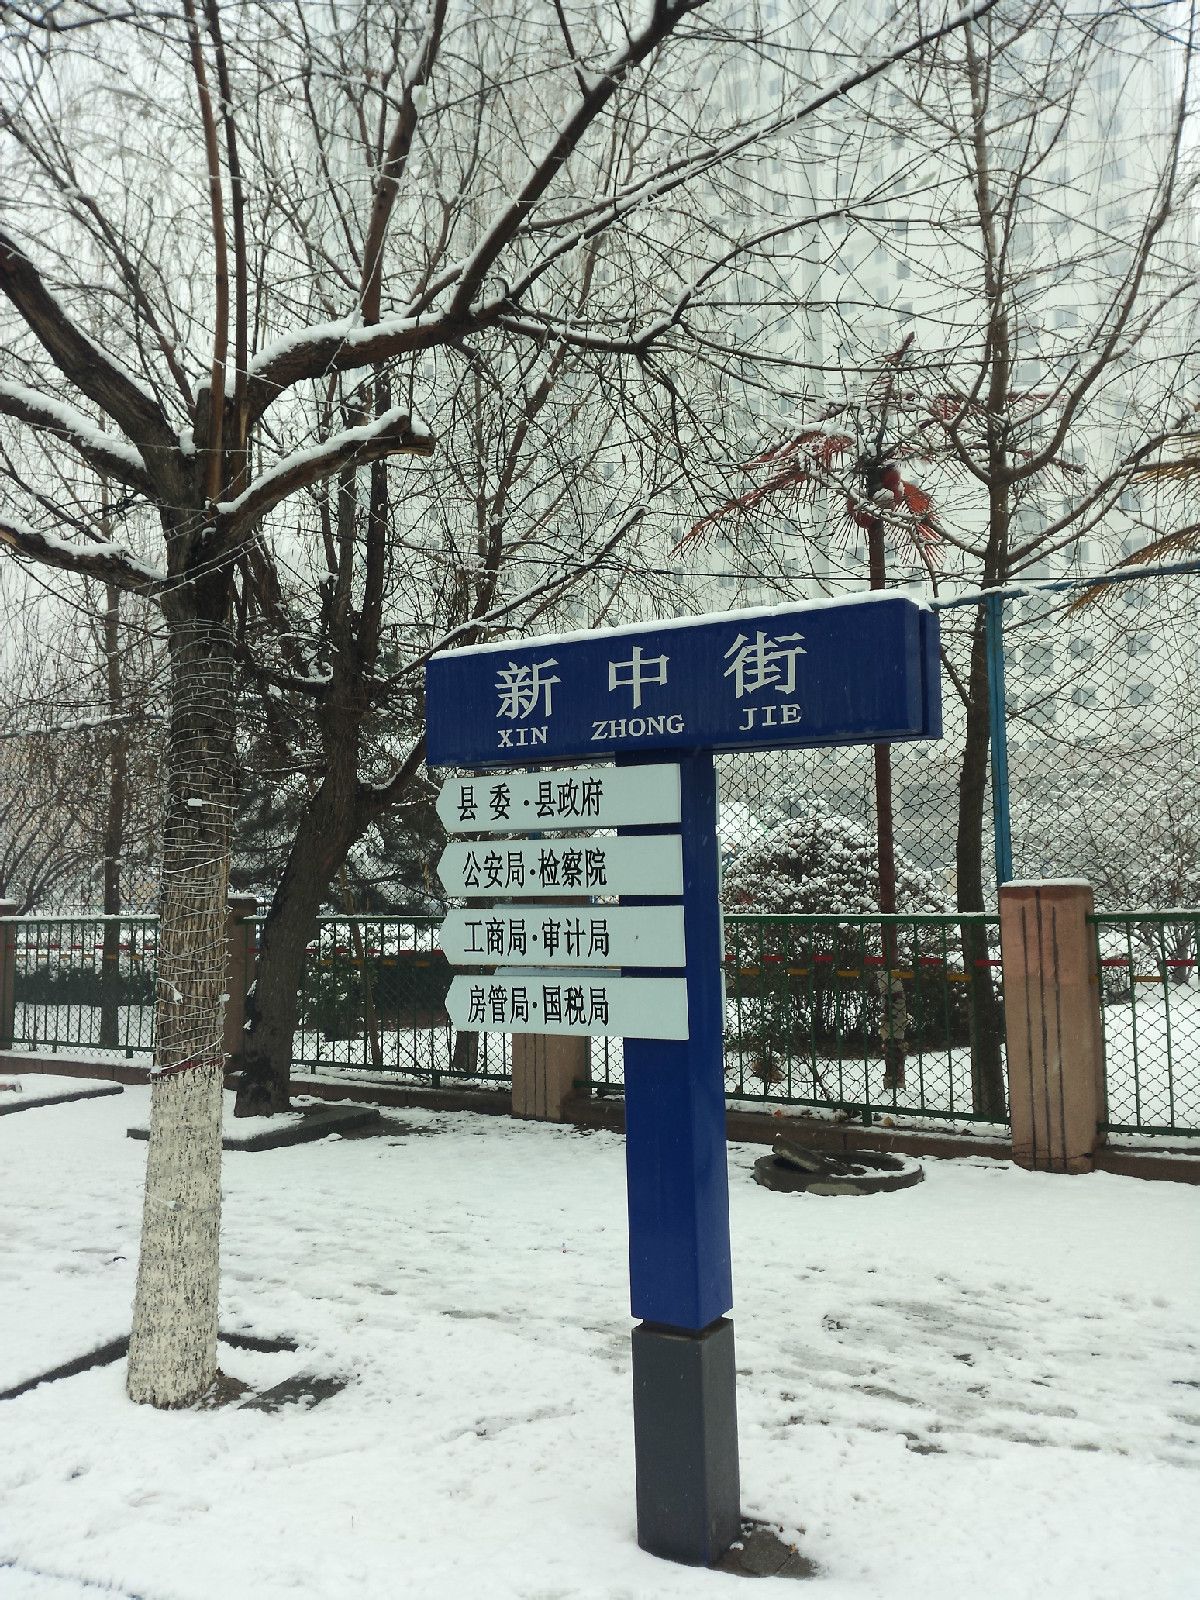 新中街
XIN ZHONG JIE
县委·县政府
公安局·检察院
工商局·审计局
房管局·国税局